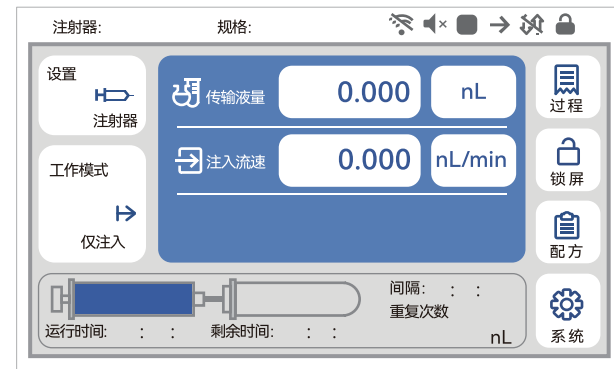 注射器: 规格:
设置
注射器
传输液量 0.000 nL
过程
工作模式
仅注入
注入流速 0.000 nL/min
锁屏
配方
间隔: : :
重复次数
运行时间: : : 剩余时间: : :
nL
系统